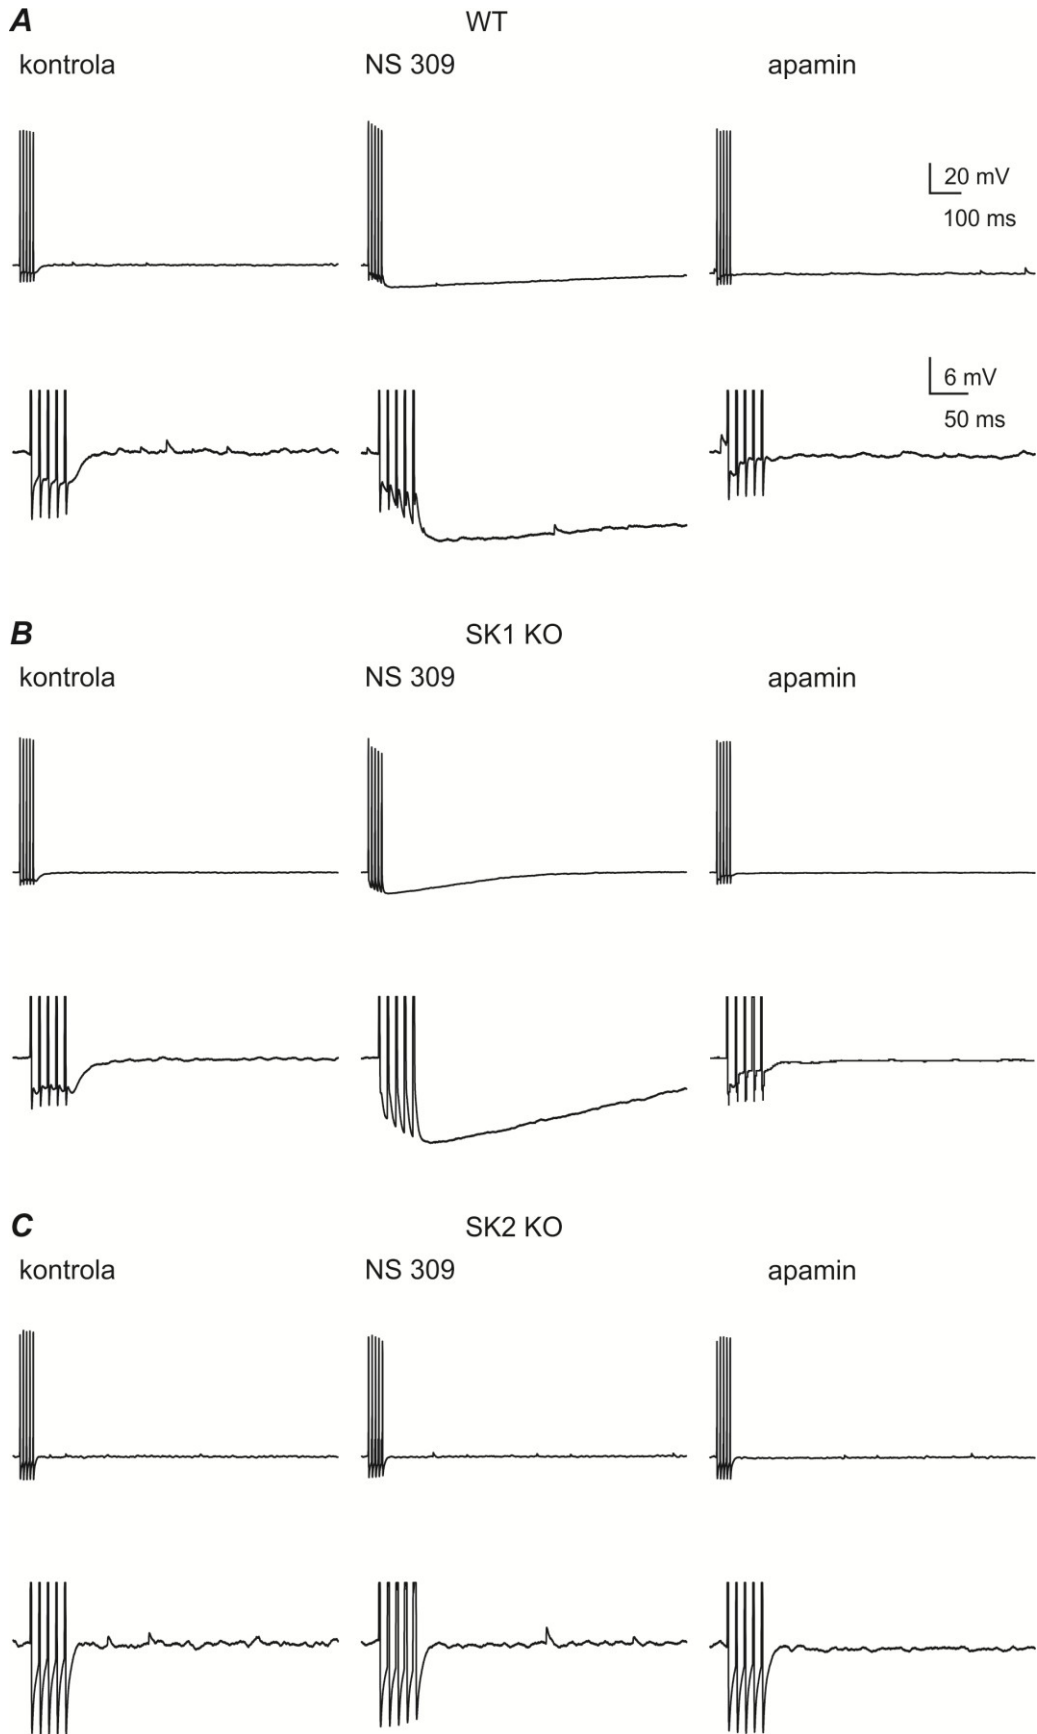 A WT
kontrola NS 309 apamin
20 mV
100 ms
6 mV
50 ms
B SK1 KO
kontrola NS 309 apamin
C SK2 KO
kontrola NS 309 apamin